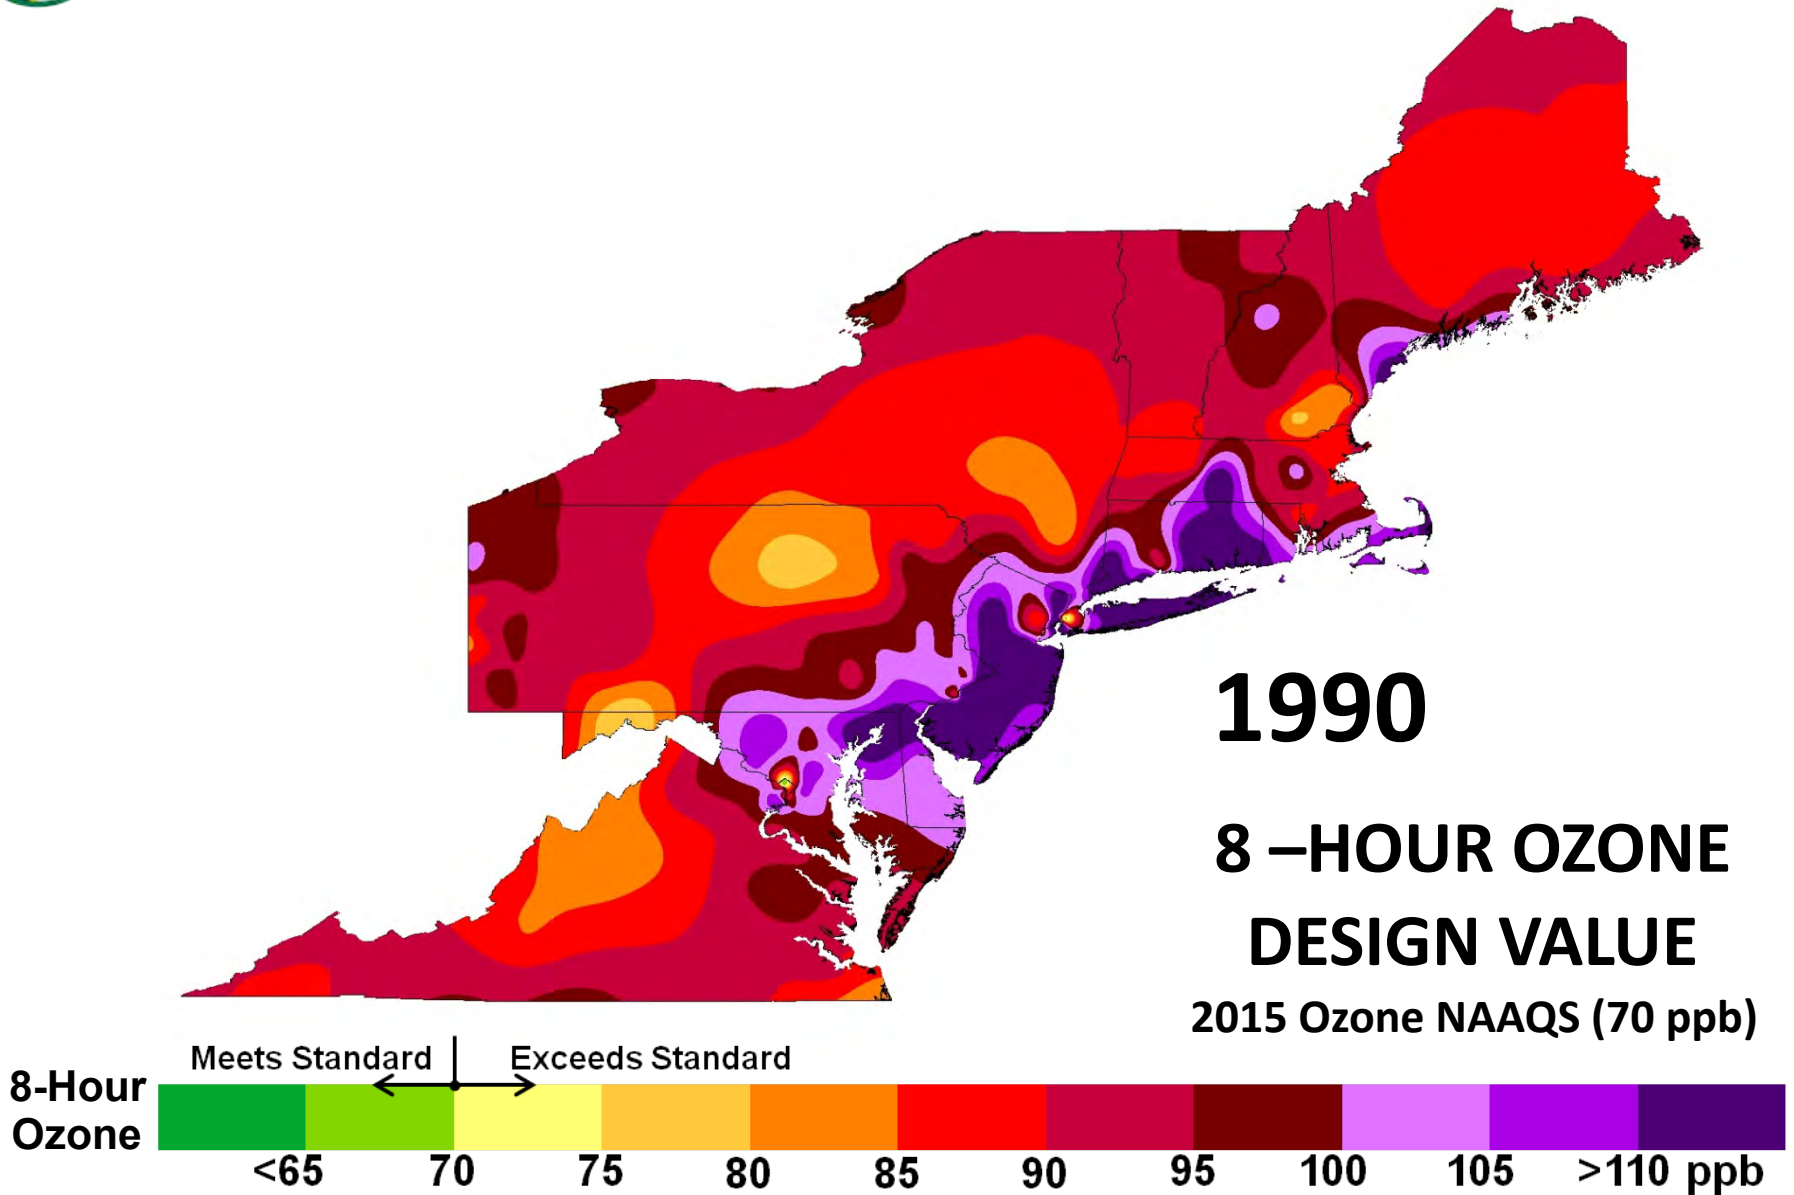 1990
8 –HOUR OZONE
DESIGN VALUE
2015 Ozone NAAQS (70 ppb)
Meets Standard Exceeds Standard
8-Hour
Ozone
<65 70 75 80 85 90 95 100 105 >110 ppb